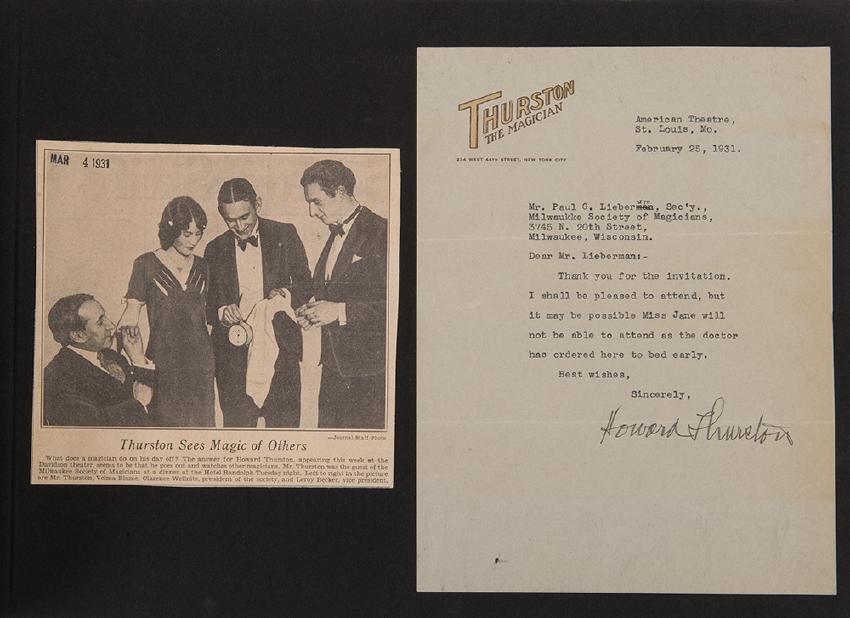 MAR 4 1931
—Journal Staff Photo
Thurston Sees Magic of Others
What does a magician do on his day off? The answer for Howard Thurston, appearing this week at the
Davidson theater, seems to be that he goes out and watches other magicians. Mr. Thurston was the guest of the
Milwaukee Society of Magicians at a dinner at the Hotel Randolph Tuesday night. Left to right in the picture
are Mr. Thurston, Velma Blume, Clarence president of the society, and Leroy Becker, vice president.
THURSTON
THE MAGICIAN
234 WEST 44TH STREET, NEW YORK CITY
American Theatre,
St. Louis, Mo.
February 25, 1931.
Mr. Paul G. Lieberman, Sec'y.,
Milwaukke Society of Magicians,
3745 N. 20th Street,
Milwaukee, Wisconsin.
Dear Mr. Lieberman:-
Thank you for the invitation.
I shall be pleased to attend, but
it may be possible Miss Jane will
not be able to attend as the doctor
has ordered here to bed early.
Best wishes,
Sincerely,
Howard Thurston